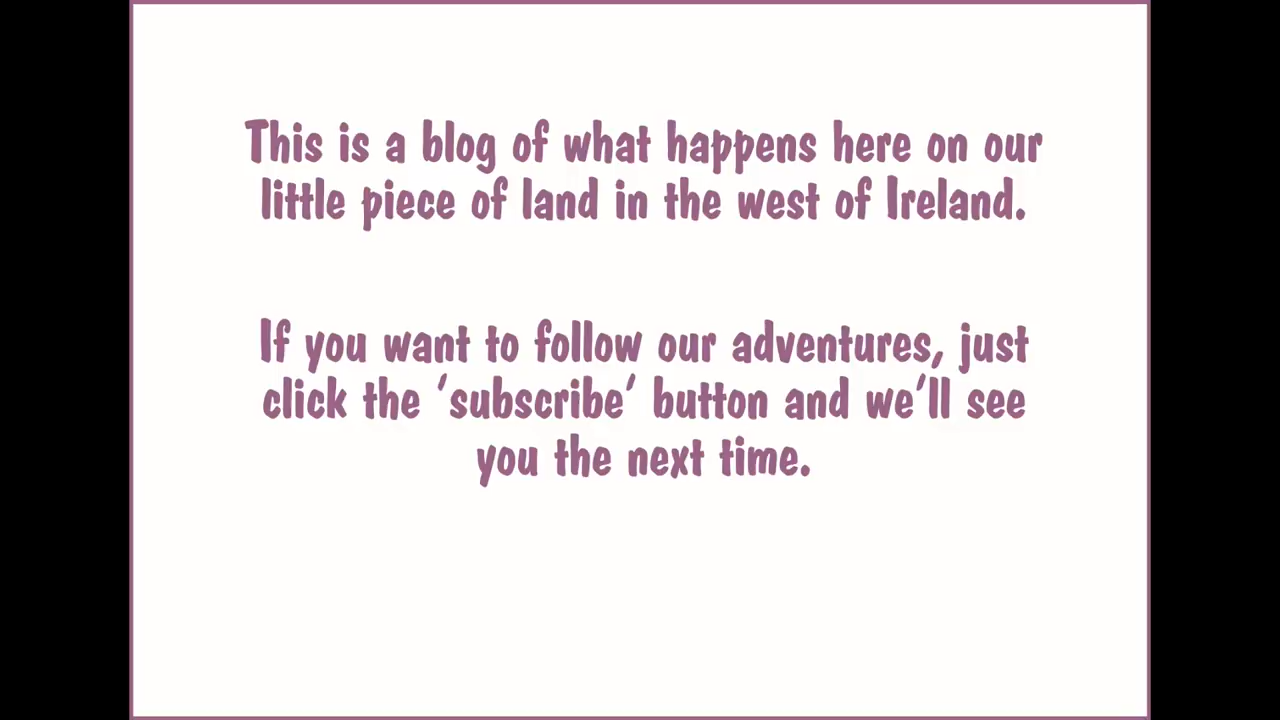 This is a blog of what happens here on our
little piece of land in the west of Ireland.
If you want to follow our adventures, just
click the ‘subscribe’ button and we’ll see
you the next time.